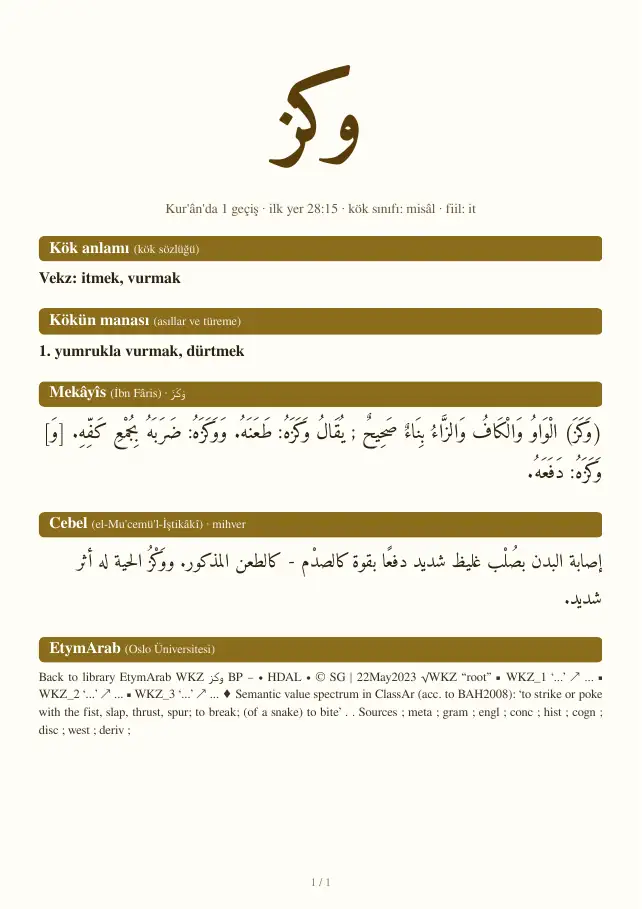 وكز
Kur'ân'da 1 geçiş · ilk yer 28:15 · kök sınıfı: misâl · fiil: it
Kök anlamı (kök sözlüğü)
Vekz: itmek, vurmak
Kökün manası (asıllar ve türeme)
1. yumrukla vurmak, dürtmek
Mekâyîs (İbn Fâris) · وَكَزَ
(وَكَزَ) الْوَاوُ وَالْكَافُ وَالزَّاءُ بِنَاءٌ صَحِيحٌ ; يُقَالُ وَكَزَهُ: طَعَنَهُ. وَوَكَزَهُ: ضَرَبَهُ بِجُمْعِ كَفِّهِ. [وَ]
وَكَزَهُ: دَفَعَهُ.
Cebel (el-Mu'cemü'l-İştikâkî) · mihver
إصابة البدن بصُلْب غليظ شديد دفعًا بقوة كالصدْم - كالطعن المذكور. ووَكْزُ الحية له أثر
شديد.
EtymArab (Oslo Üniversitesi)
Back to library EtymArab WKZ وكز BP – • HDAL • © SG | 22May2023 √WKZ “root” ▪ WKZ_1 ‘...’ ↗ ... ▪
WKZ_2 ‘...’ ↗ ... ▪ WKZ_3 ‘...’ ↗ ... ♦ Semantic value spectrum in ClassAr (acc. to BAH2008): ‘to strike or poke
with the fist, slap, thrust, spur; to break; (of a snake) to bite’ . . Sources ; meta ; gram ; engl ; conc ; hist ; cogn ;
disc ; west ; deriv ;
1 / 1